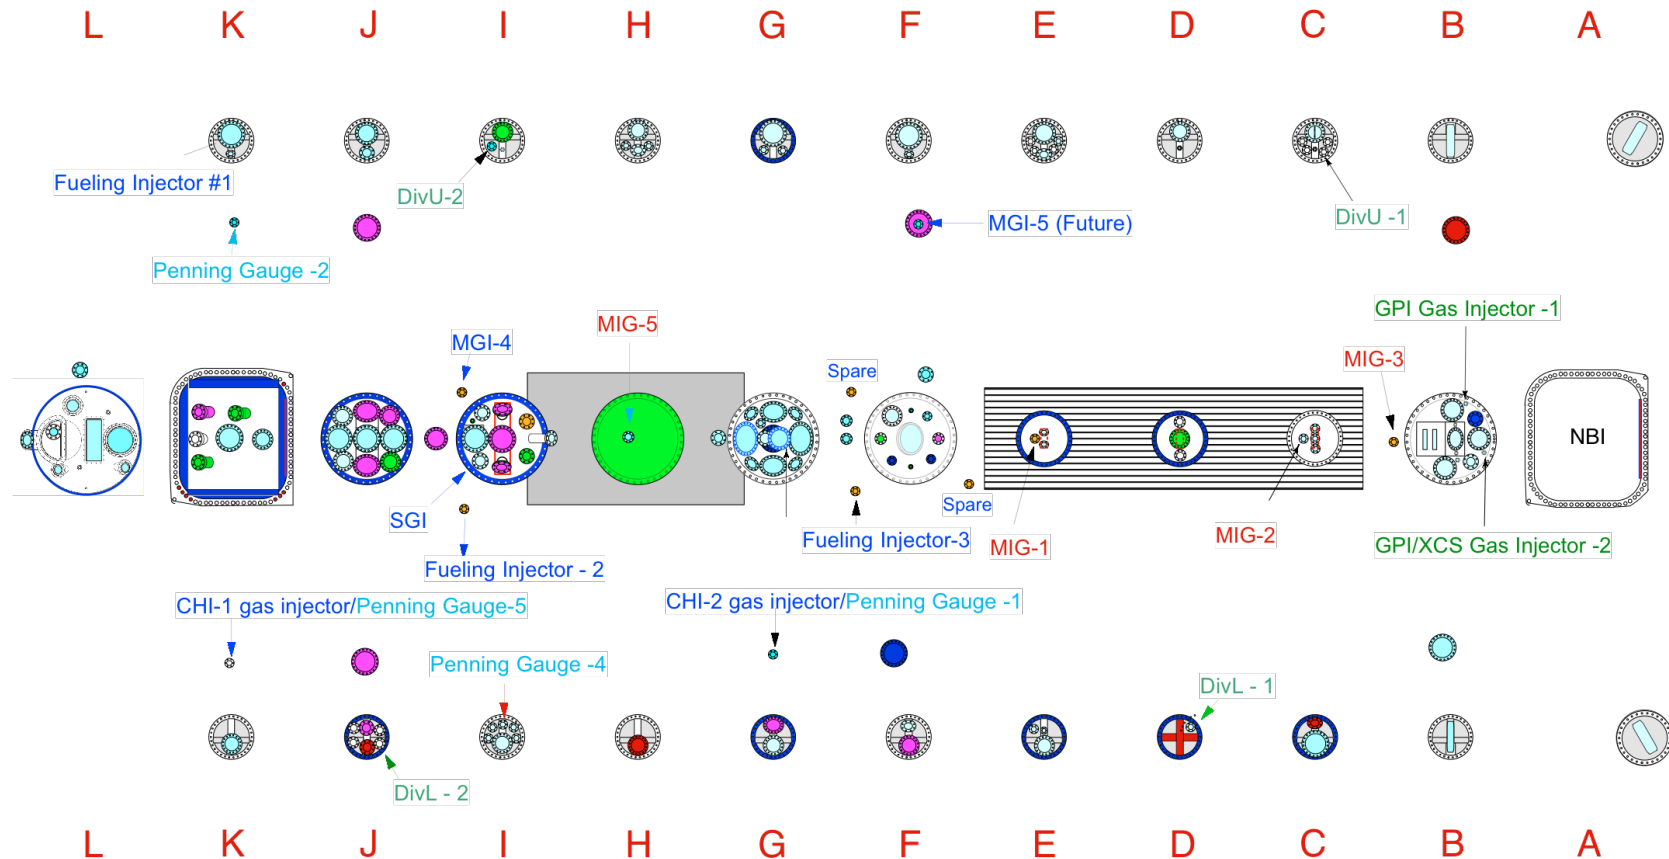 L K J I H G F E D C B A
Fueling Injector #1
DivU-2
DivU -1
MGI-5 (Future)
Penning Gauge -2
GPI Gas Injector -1
MIG-5
MGI-4
MIG-3
Spare
NBI
Spare
SGI
Fueling Injector-3
MIG-1
MIG-2
GPI/XCS Gas Injector -2
Fueling Injector - 2
CHI-1 gas injector/Penning Gauge-5
CHI-2 gas injector/Penning Gauge -1
Penning Gauge -4
DivL - 1
DivL - 2
L K J I H G F E D C B A